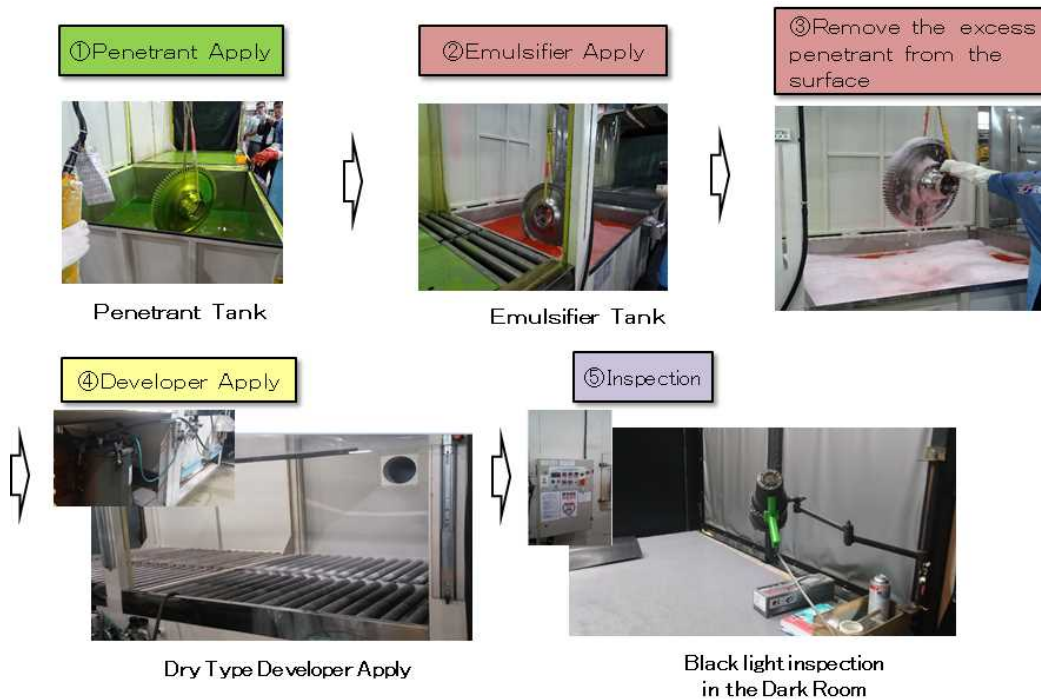 ①Penetrant Apply
②Emulsifier Apply
③Remove the excess
penetrant from the
surface
Penetrant Tank
Emulsifier Tank
④Developer Apply
⑤Inspection
Dry Type Developer Apply
Black light inspection
in the Dark Room